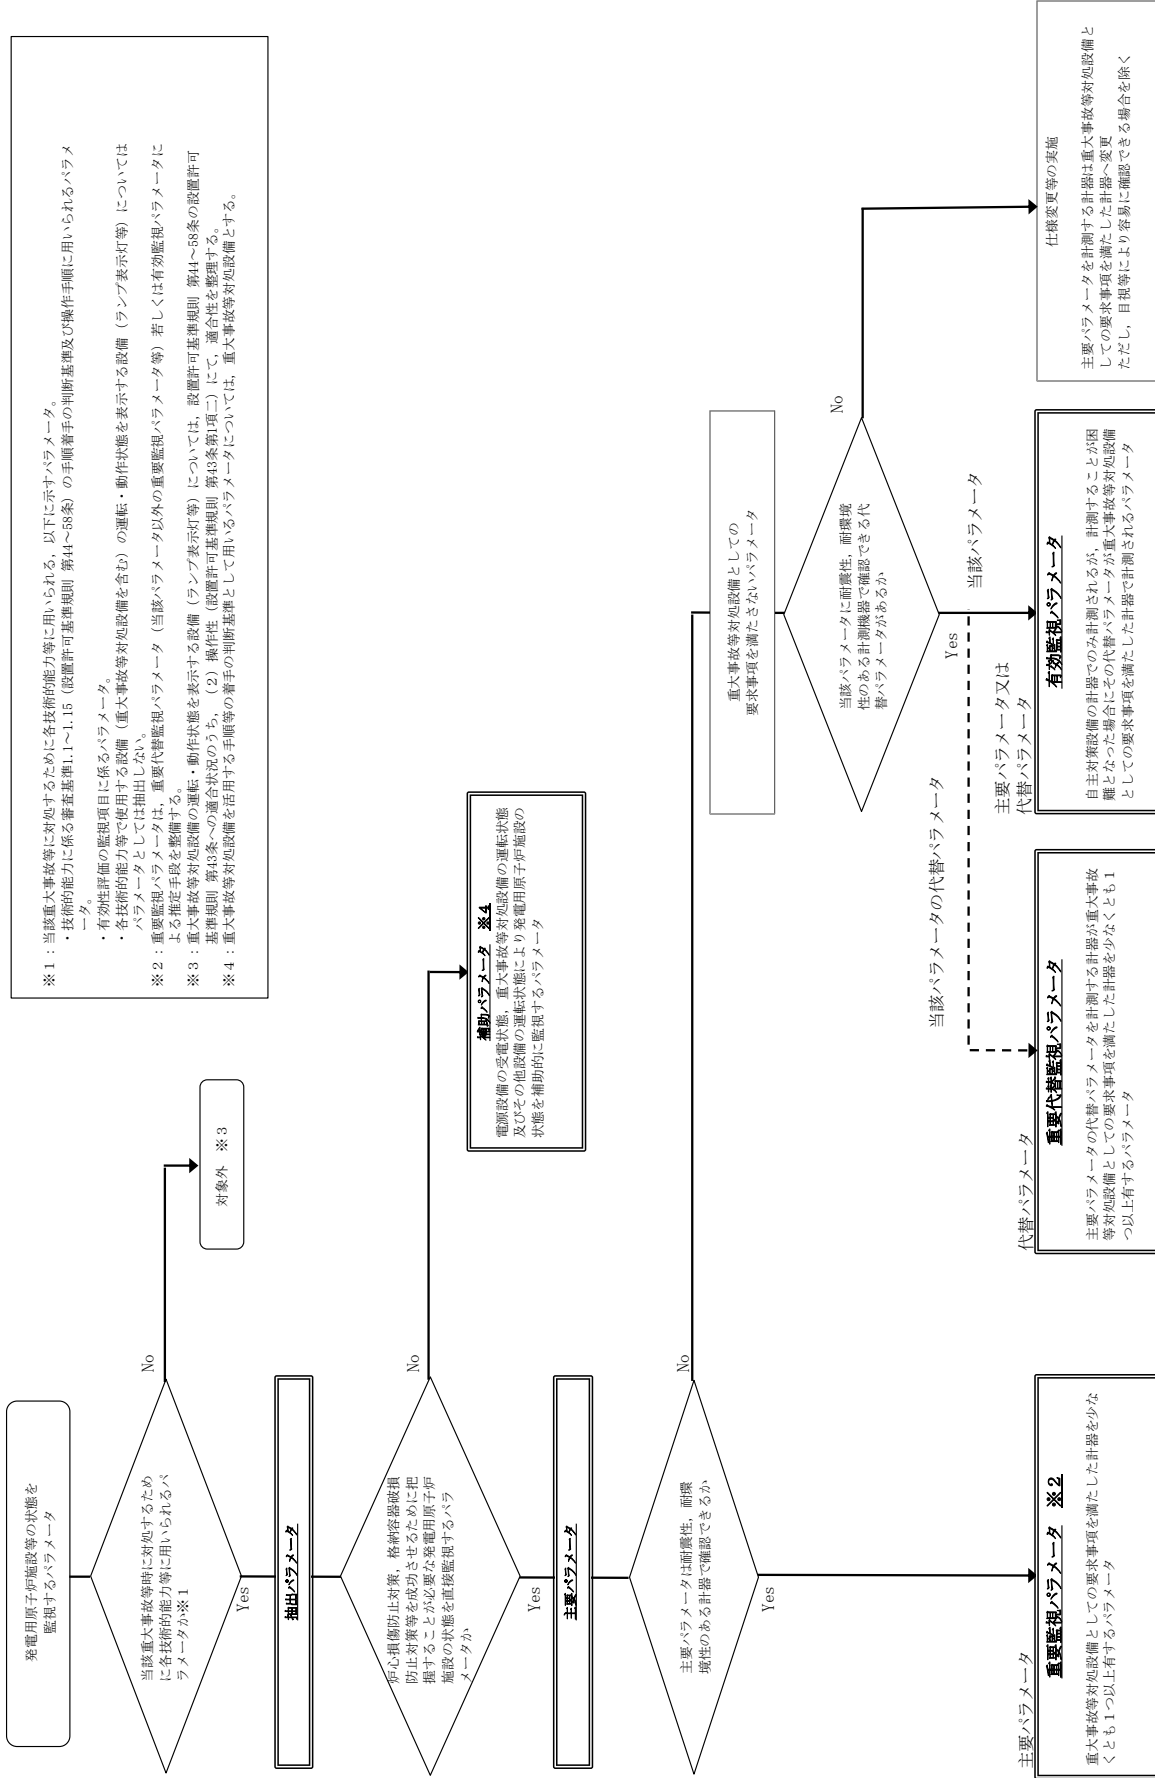 発電用原子炉施設等の状態を
監視するパラメータ
当該重大事故等時に対処するため
に各技術的能力等に用いられるパ
ラメータか※1
No
対象外　※3
Yes
抽出パラメータ
炉心損傷防止対策，格納容器破損
防止対策等を成功させるために把
握することが必要な発電用原子炉
施設の状態を直接監視するパラ
メータか
No
補助パラメータ　※4
電源設備の受電状態，重大事故等対処設備の運転状態
及びその他設備の運転状態により発電用原子炉施設の
状態を補助的に監視するパラメータ
Yes
主要パラメータ
主要パラメータは耐震性，耐環
境性のある計器で確認できるか
No
Yes
重大事故等対処設備としての
要求事項を満たさないパラメータ
当該パラメータに耐震性，耐環境
性のある計測機器で確認できる代
替パラメータがあるか
No
Yes
当該パラメータ
当該パラメータの代替パラメータ
主要パラメータ
重要監視パラメータ　※2
重大事故等対処設備としての要求事項を満たした計器を少な
くとも１つ以上有するパラメータ
代替パラメータ
重要代替監視パラメータ
主要パラメータの代替パラメータを計測する計器が重大事故
等対処設備としての要求事項を満たした計器を少なくとも1
つ以上有するパラメータ
主要パラメータ又は
代替パラメータ
有効監視パラメータ
自主対策設備の計器でのみ計測されるが，計測することが困
難となった場合にその代替パラメータが重大事故等対処設備
としての要求事項を満たした計器で計測されるパラメータ
仕様変更等の実施
主要パラメータを計測する計器は重大事故等対処設備と
しての要求事項を満たした計器へ変更
ただし，目視等により容易に確認できる場合を除く
※1：当該重大事故等に対処するために各技術的能力等に用いられる，以下に示すパラメータ。
・技術的能力に係る審査基準1.1～1.15（設置許可基準規則 第44～58条）の手順着手の判断基準及び操作手順に用いられるパラメ
ータ。
・有効性評価の監視項目に係るパラメータ。
・各技術的能力等で使用する設備（重大事故等対処設備を含む）の運転・動作状態を表示する設備（ランプ表示灯等）については
パラメータとしては抽出しない。
※2：重要監視パラメータは，重要代替監視パラメータ（当該パラメータ以外の重要監視パラメータ等）若しくは有効監視パラメータに
よる推定手段を整備する。
※3：重大事故等対処設備の運転・動作状態を表示する設備（ランプ表示灯等）については，設置許可基準規則 第44～58条の設置許可
基準規則 第43条への適合状況のうち，（２）操作性（設置許可基準規則 第43条第1項二）にて，適合性を整理する。
※4：重大事故等対処設備を活用する手順等の着手の判断基準として用いるパラメータについては，重大事故等対処設備とする。